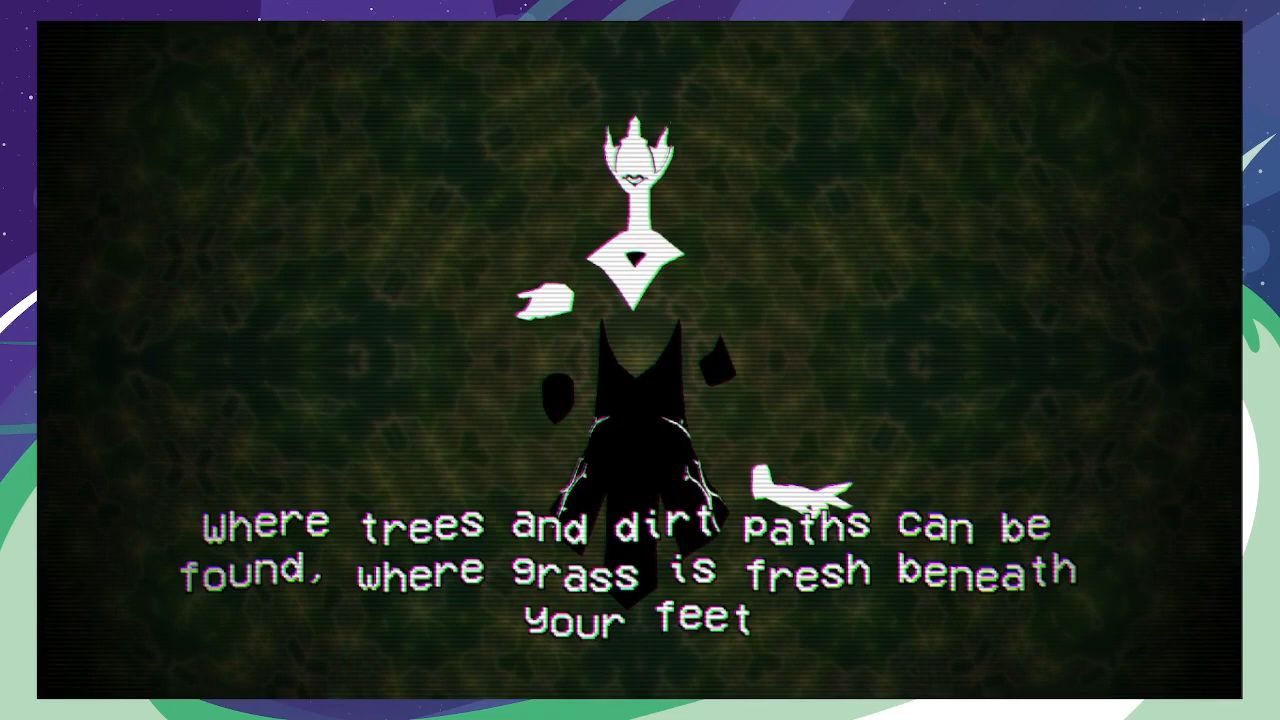 Where trees and dirt paths can be
found, where grass is fresh beneath
your feet